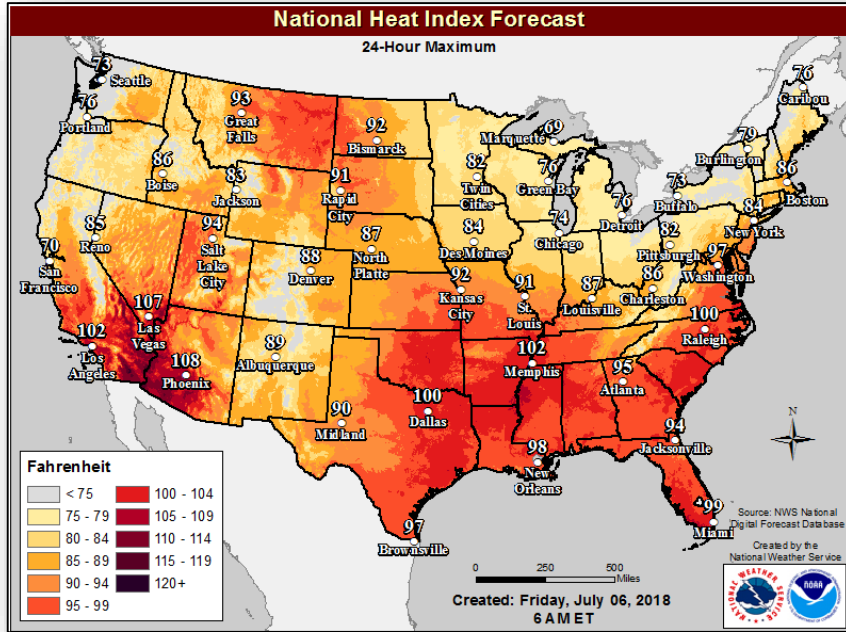 National Heat Index Forecast
24-Hour Maximum
73
Seattle
76
Portland
93
Great
Falls
92
Bismarck
69
Marquette
76
Caribou
79
Burlington
86
Boise
83
Jackson
91
Rapid
City
82
Twin
Cities
76
Green Bay
76
Detroit
73
Buffalo
86
Boston
84
New York
70
San
Francisco
85
Reno
94
Salt
Lake
City
88
Denver
87
North
Platte
84
Des Moines
74
Chicago
82
Pittsburgh
97
Washington
92
Kansas
City
91
St.
Louis
87
Louisville
86
Charleston
100
Raleigh
107
Las
Vegas
102
Los
Angeles
108
Phoenix
89
Albuquerque
102
Memphis
95
Atlanta
90
Midland
100
Dallas
98
New
Orleans
94
Jacksonville
97
Brownsville
99
Miami
N
Fahrenheit
< 75
75 - 79
80 - 84
85 - 89
90 - 94
95 - 99
100 - 104
105 - 109
110 - 114
115 - 119
120+
0
250
500
Miles
Created: Friday, July 06, 2018
6 AM ET
Source: NWS National
Digital Forecast Database
Created by the
National Weather Service
NATIONAL WEATHER SERVICE
NOAA